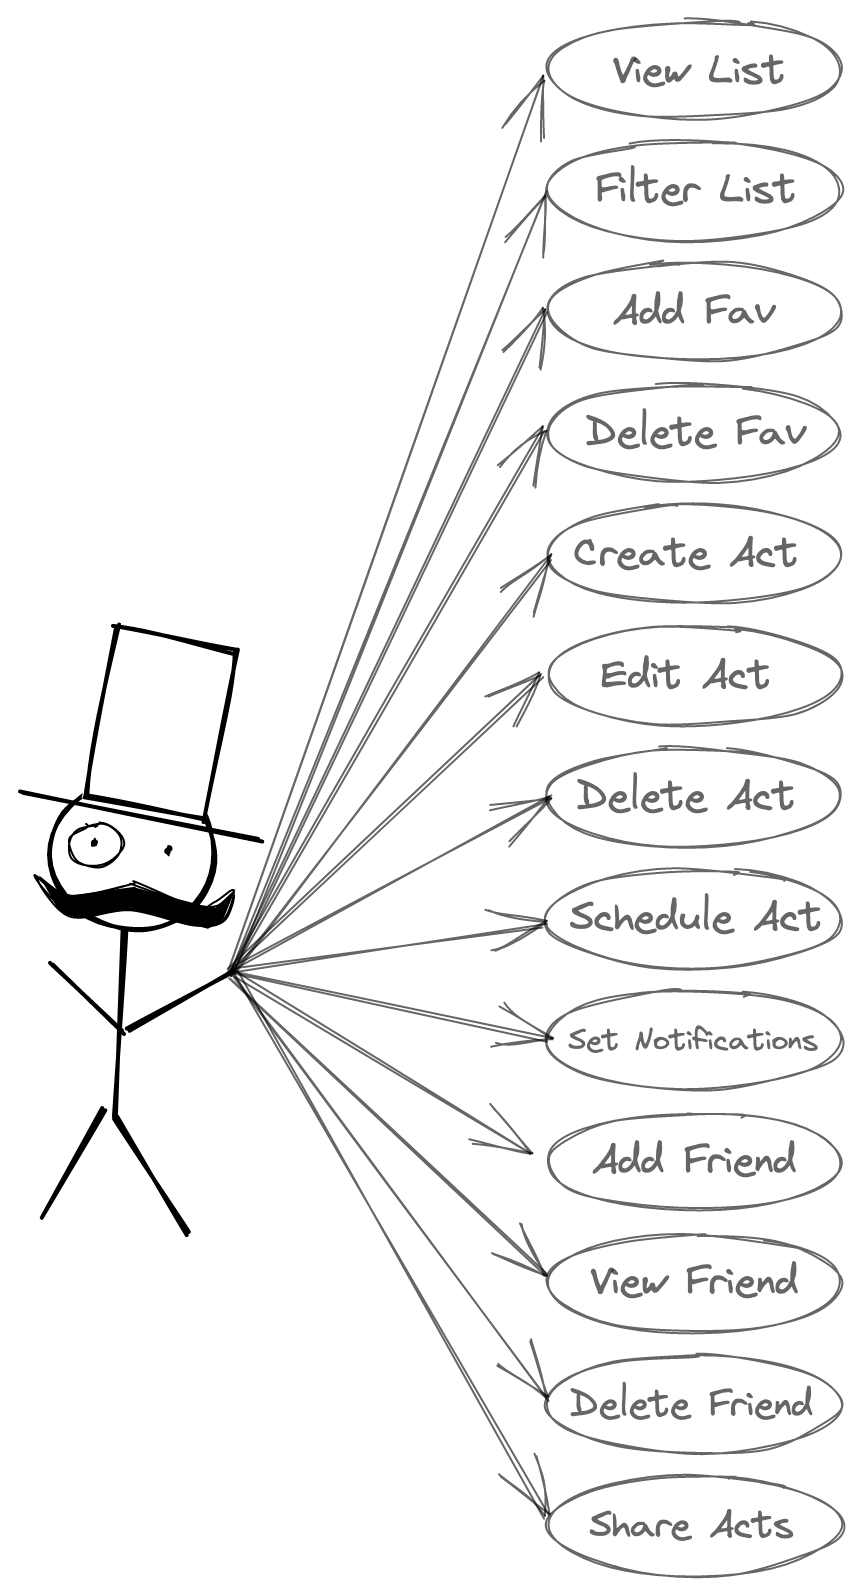 View List
Filter List
Add Fav
Delete Fav
Create Act
Edit Act
Delete Act
Schedule Act
Set Notifications
Add Friend
View Friend
Delete Friend
Share Acts